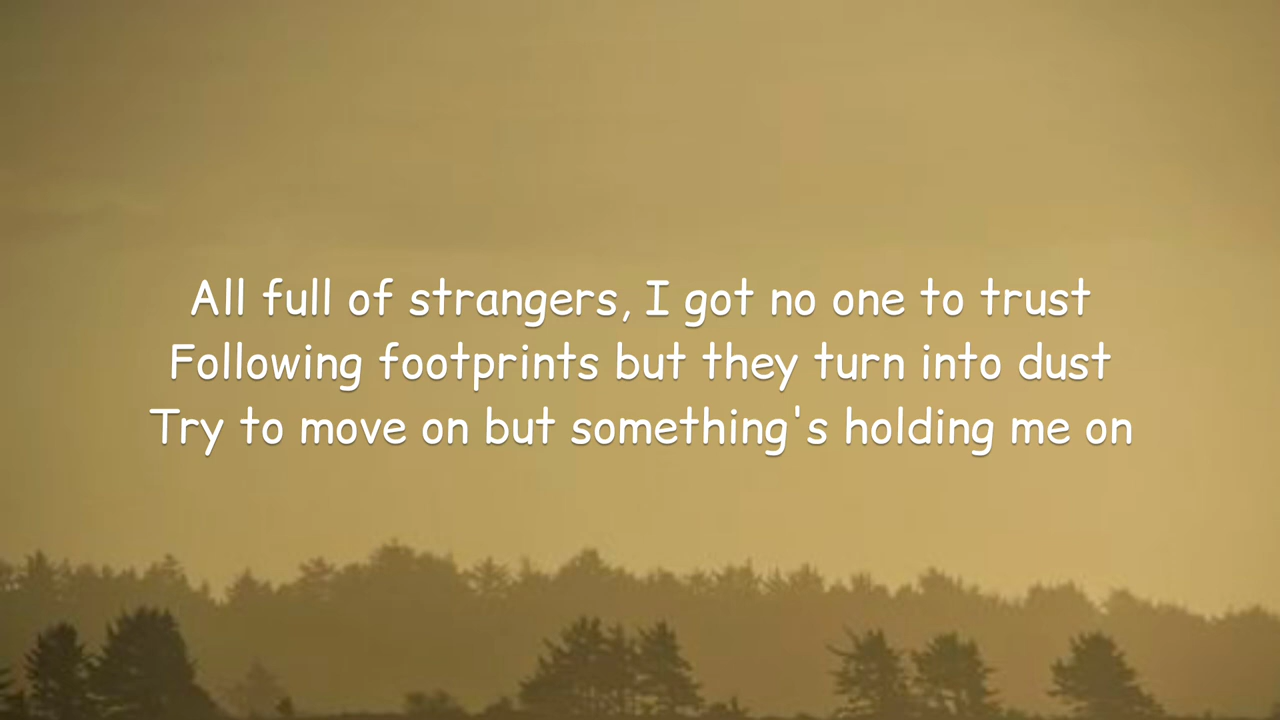 All full of strangers, I got no one to trust
Following footprints but they turn into dust
Try to move on but something's holding me on